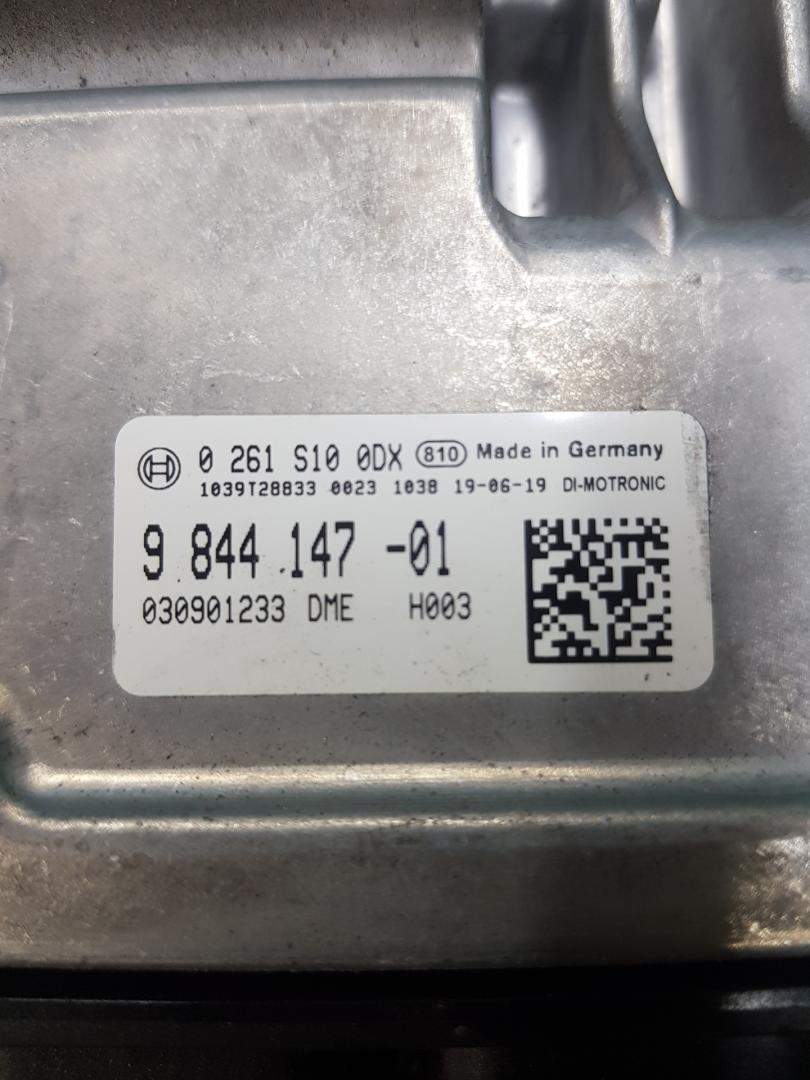 0 261 S10 0DX 810 Made in Germany
1039T28833 0023 1038 19-06-19 DI-MOTRONIC
9 844 147 -01
030901233 DME H003